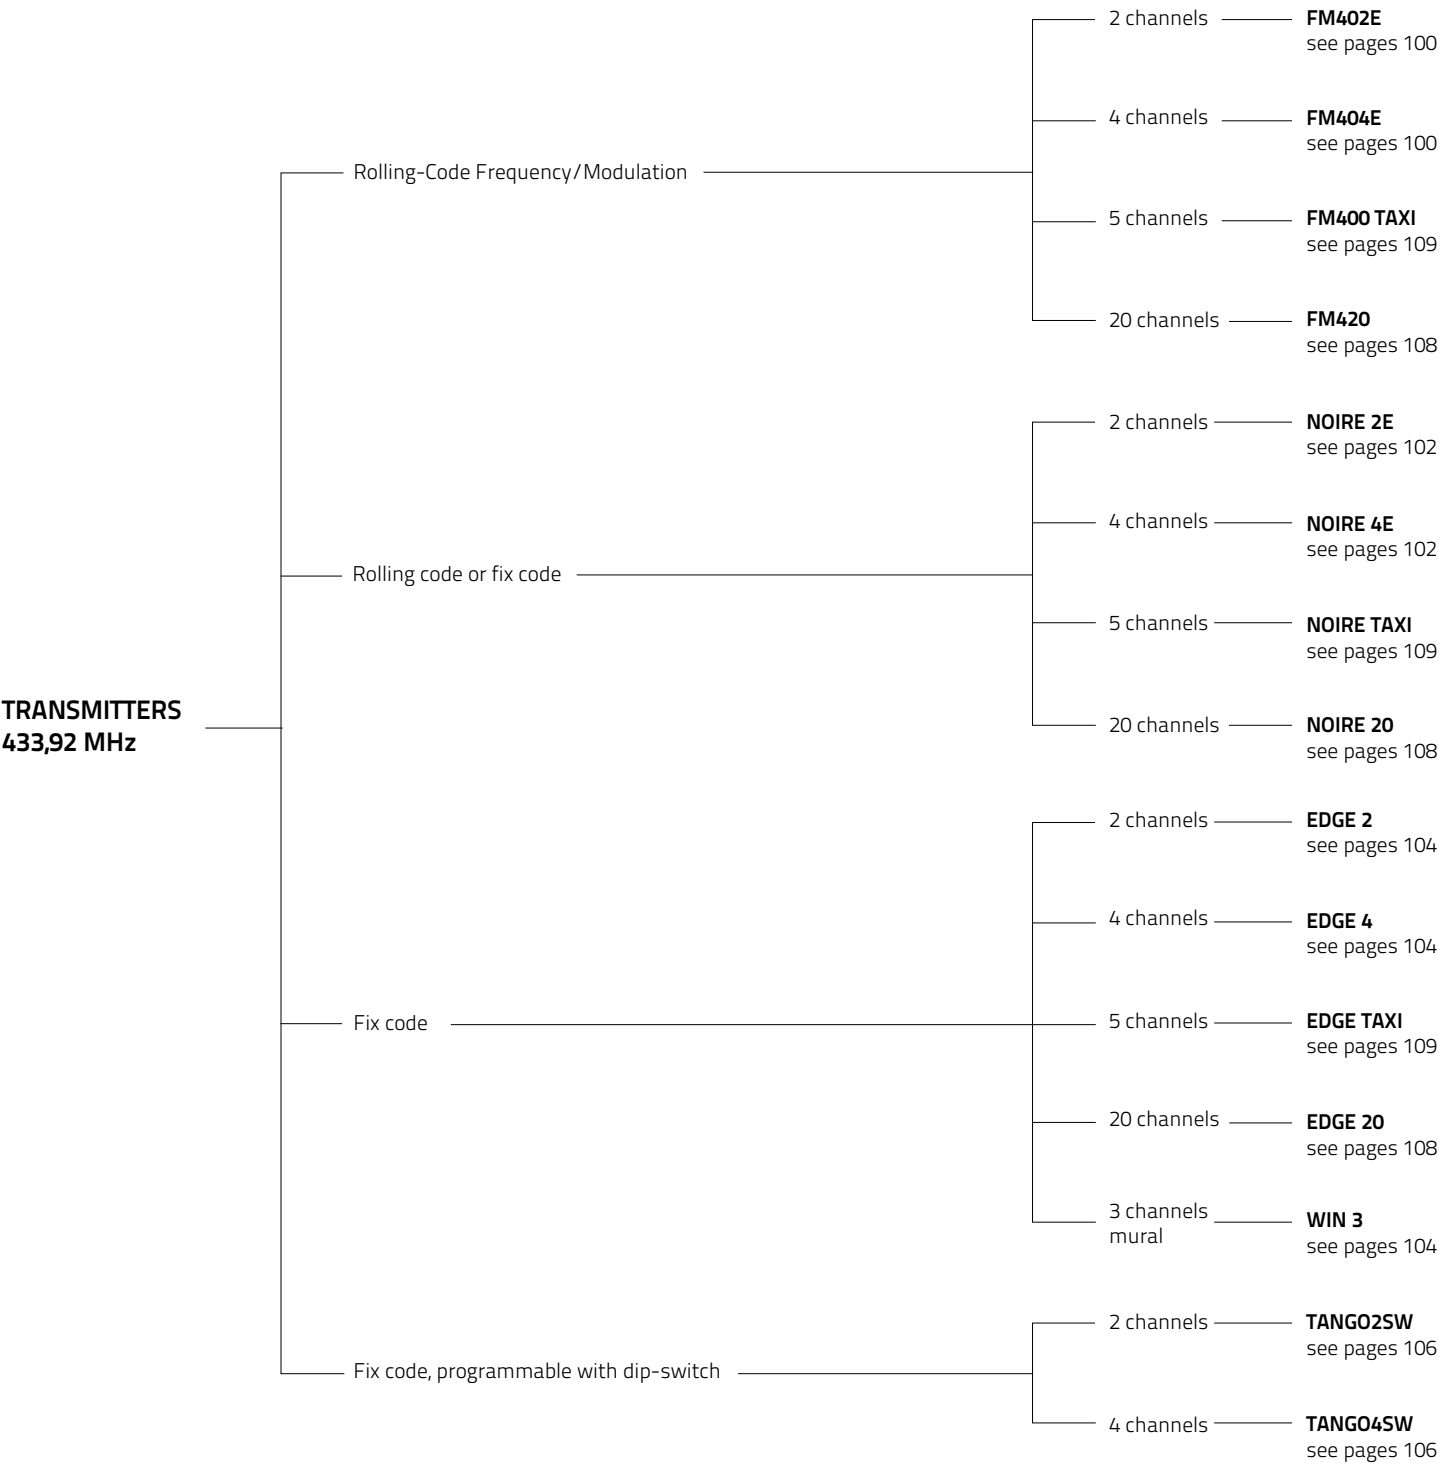 2 channels
FM402E
see pages 100
4 channels
FM404E
see pages 100
Rolling-Code Frequency/Modulation
5 channels
FM400 TAXI
see pages 109
20 channels
FM420
see pages 108
2 channels
NOIRE 2E
see pages 102
4 channels
NOIRE 4E
see pages 102
Rolling code or fix code
5 channels
NOIRE TAXI
see pages 109
TRANSMITTERS
433,92 MHz
20 channels
NOIRE 20
see pages 108
2 channels
EDGE 2
see pages 104
4 channels
EDGE 4
see pages 104
Fix code
5 channels
EDGE TAXI
see pages 109
20 channels
EDGE 20
see pages 108
3 channels
mural
WIN 3
see pages 104
2 channels
TANGO2SW
see pages 106
Fix code, programmable with dip-switch
4 channels
TANGO4SW
see pages 106